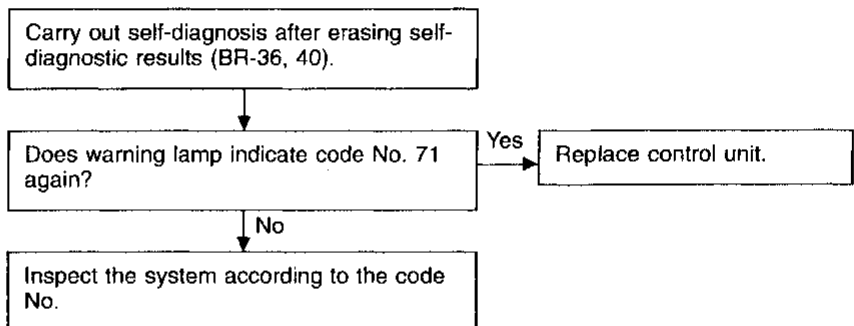 Carry out self-diagnosis after erasing self-
diagnostic results (BR-36, 40).
Does warning lamp indicate code No. 71
again?
Yes
Replace control unit.
No
Inspect the system according to the code
No.